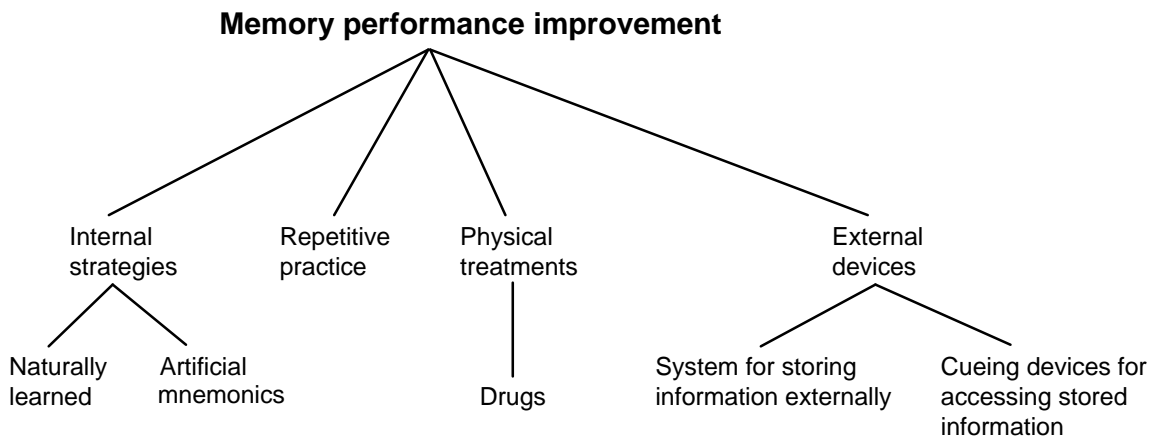 Memory performance improvement
Internal
strategies
Repetitive
practice
Physical
treatments
External
devices
Naturally
learned
Artificial
mnemonics
Drugs
System for storing
information externally
Cueing devices for
accessing stored
information